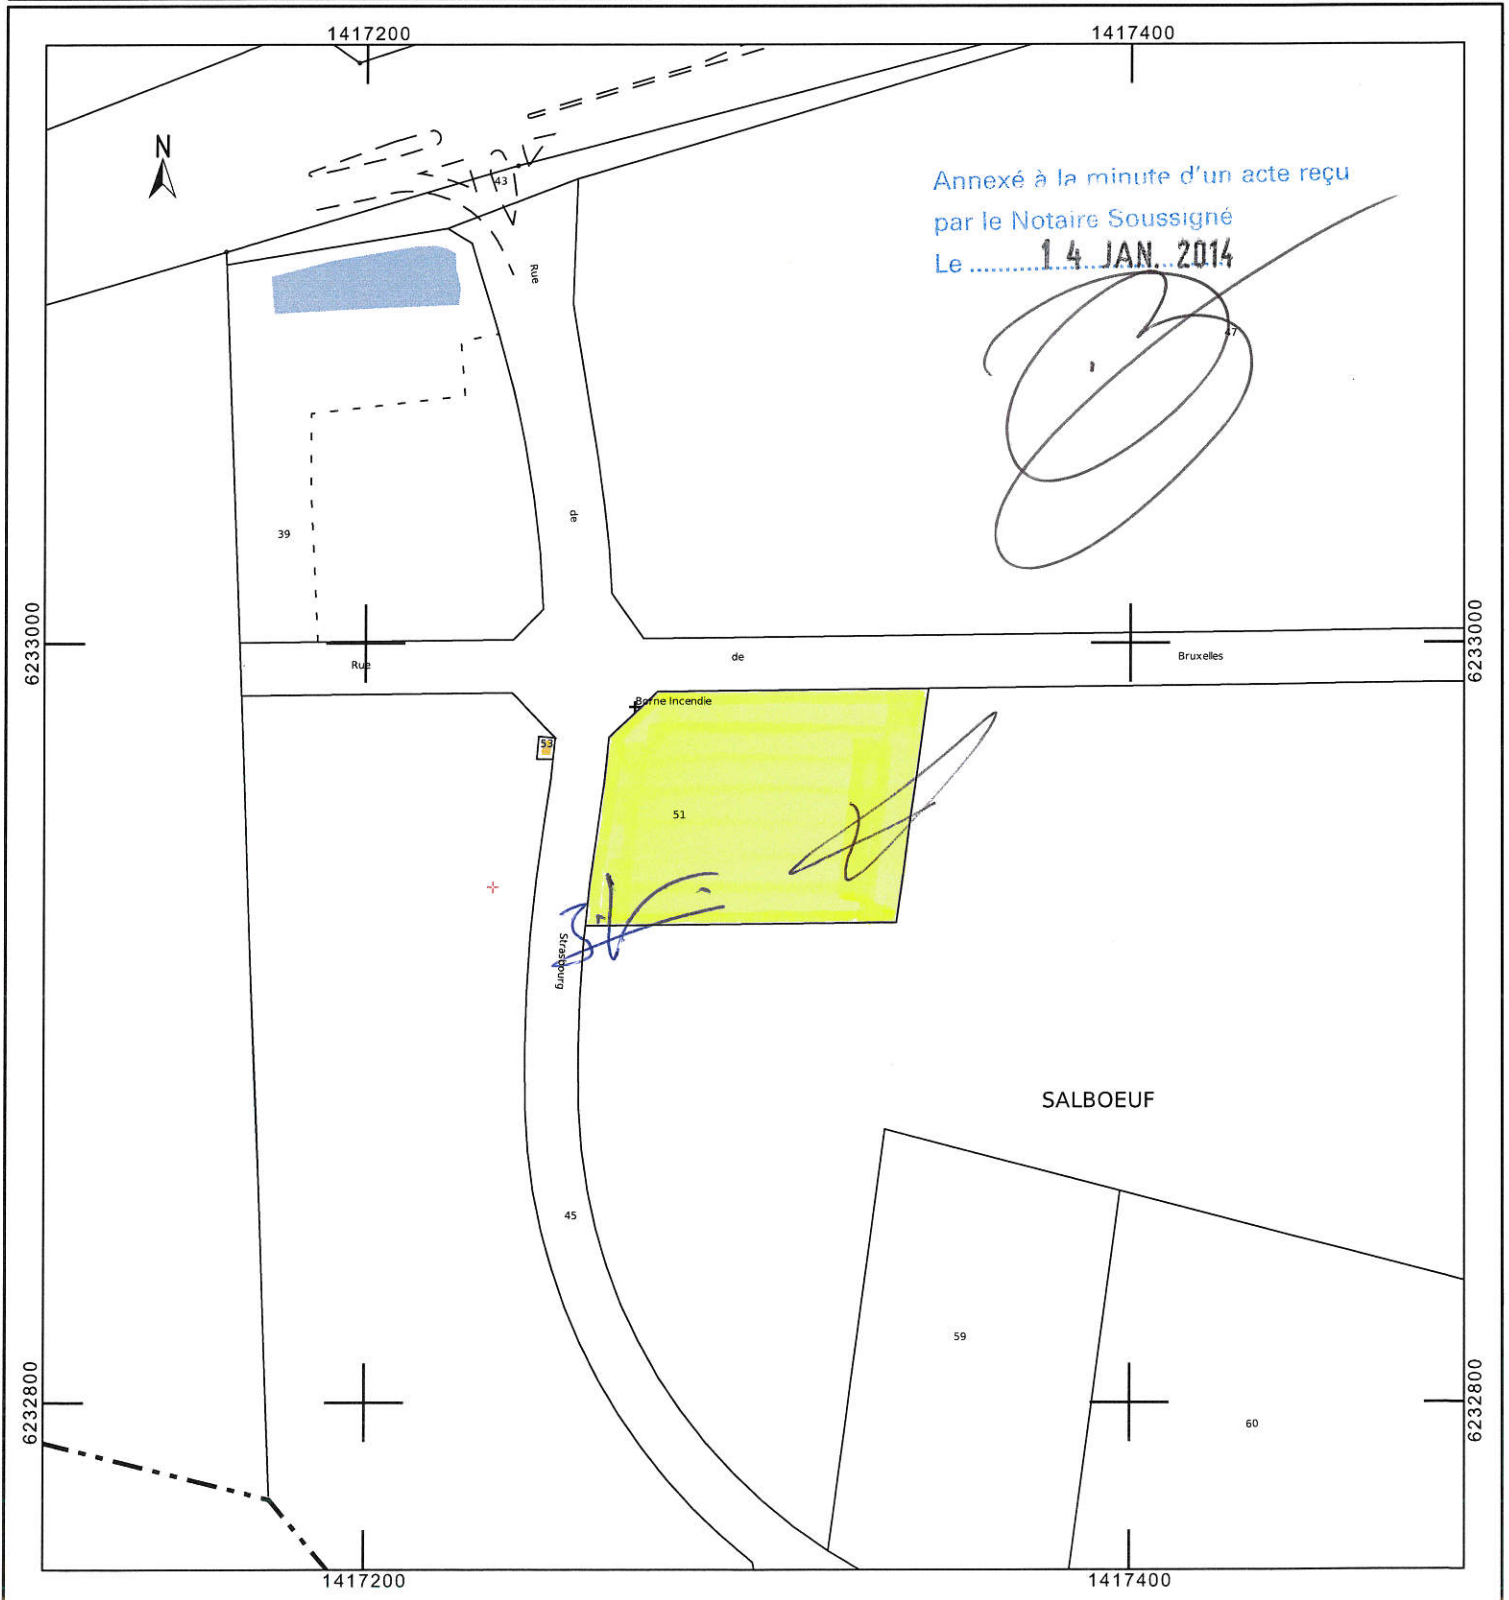 1417200
1417400
N
43
Annexé à la minute d'un acte reçu
par le Notaire Soussigné
Le ........ 14 JAN. 2014
47
Rue
de
39
6233000
6233000
Rue
de
Bruxelles
Borne Incendie
53
51
Strasbourg
SALBOEUF
45
59
60
6232800
6232800
1417200
1417400